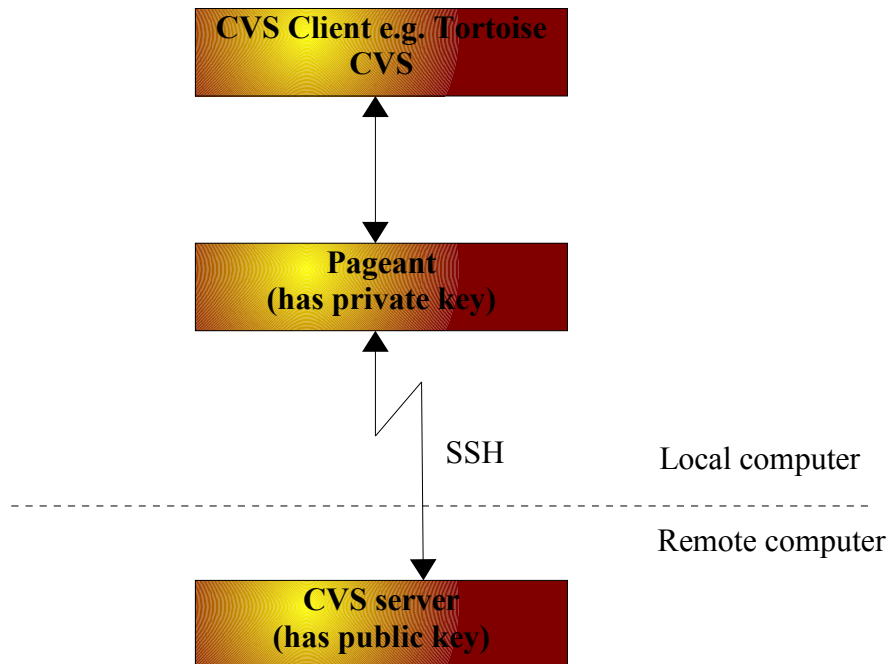 CVS Client e.g. Tortoise
CVS
Pageant
(has private key)
SSH
Local computer
Remote computer
CVS server
(has public key)